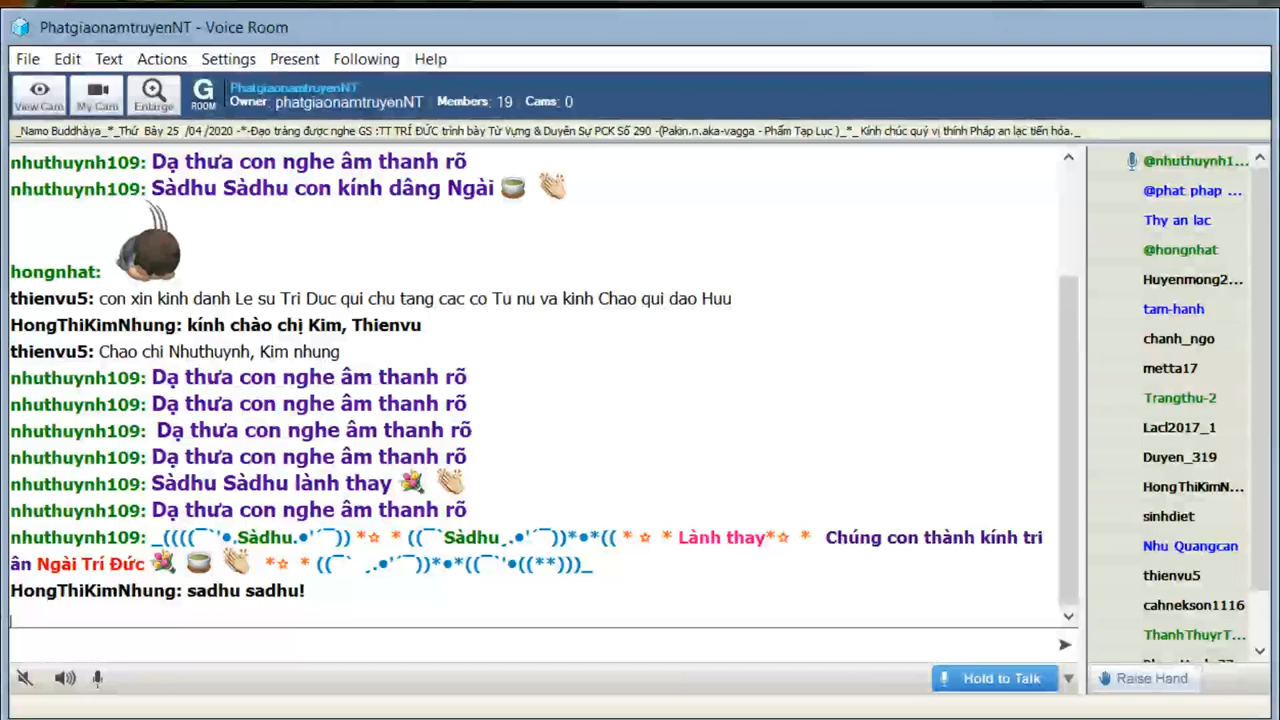 PhatgiaonamtruyenNT - Voice Room
File Edit Text Actions Settings Present Following Help
View Cam My Cam Enlarge G ROOM PhatgiaonamtruyenNT
Owner: phatgiaonamtruyenNT Members: 19 Cams: 0
_Namo Buddhàya_*_Thứ Bảy 25 /04 /2020 -*-Đạo tràng được nghe GS :TT TRÍ ĐỨC trình bày Từ Vựng & Duyên Sự PCK Số 290 -(Pakin.n.aka-vagga - Phẩm Tạp Lục )_*_ Kính chúc quý vị thính Pháp an lạc tiến hóa._
nhuthuynh109: Dạ thưa con nghe âm thanh rõ
nhuthuynh109: Sàdhu Sàdhu con kính dâng Ngài
hongnhat:
thienvu5: con xin kinh danh Le su Tri Duc qui chu tang cac co Tu nu va kinh Chao qui dao Huu
HongThiKimNhung: kính chào chị Kim, Thienvu
thienvu5: Chao chi Nhuthuynh, Kim nhung
nhuthuynh109: Dạ thưa con nghe âm thanh rõ
nhuthuynh109: Dạ thưa con nghe âm thanh rõ
nhuthuynh109: Dạ thưa con nghe âm thanh rõ
nhuthuynh109: Dạ thưa con nghe âm thanh rõ
nhuthuynh109: Sàdhu Sàdhu lành thay
nhuthuynh109: Dạ thưa con nghe âm thanh rõ
nhuthuynh109: _((((¯`'•.Sàdhu.•'´¯)) *☆ * ((¯`Sàdhu¸.•'´¯))*•*(( * ☆ * Lành thay*☆ * Chúng con thành kính tri
ân Ngài Trí Đức *☆ * ((¯` ¸.•'´¯))*•*((¯`'•((**)))_
HongThiKimNhung: sadhu sadhu!
@nhuthuynh1...
@phat phap ...
Thy an lac
@hongnhat
Huyenmong2...
tam-hanh
chanh_ngo
metta17
Trangthu-2
Lacl2017_1
Duyen_319
HongThiKimN...
sinhdiet
Nhu Quangcan
thienvu5
cahnekson1116
ThanhThuyrT...
Hold to Talk
Raise Hand